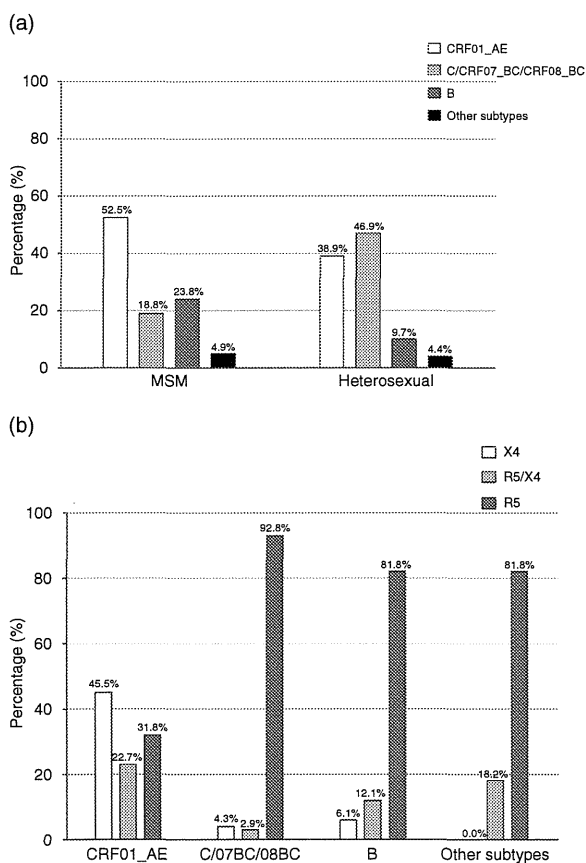 (a)
CRF01_AE
C/CRF07_BC/CRF08_BC
B
Other subtypes
Percentage (%)
100
80
60
40
20
0
52.5%
18.8%
23.8%
4.9%
38.9%
46.9%
9.7%
4.4%
MSM Heterosexual
(b)
X4
R5/X4
R5
Percentage (%)
100
80
60
40
20
0
45.5%
22.7%
31.8%
4.3%
2.9%
92.8%
6.1%
12.1%
81.8%
0.0%
18.2%
81.8%
CRF01_AE C/07BC/08BC B Other subtypes